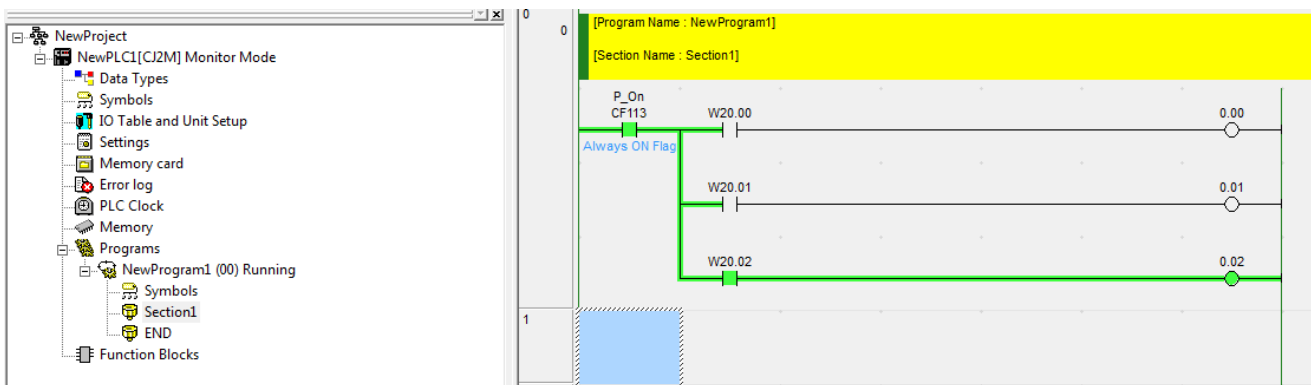 NewProject
NewPLC1[CJ2M] Monitor Mode
Data Types
Symbols
IO Table and Unit Setup
Settings
Memory card
Error log
PLC Clock
Memory
Programs
NewProgram1 (00) Running
Symbols
Section1
END
Function Blocks
0
0
[Program Name : NewProgram1]
[Section Name : Section1]
P_On
CF113 W20.00 0.00
Always ON Flag
W20.01 0.01
W20.02 0.02
1